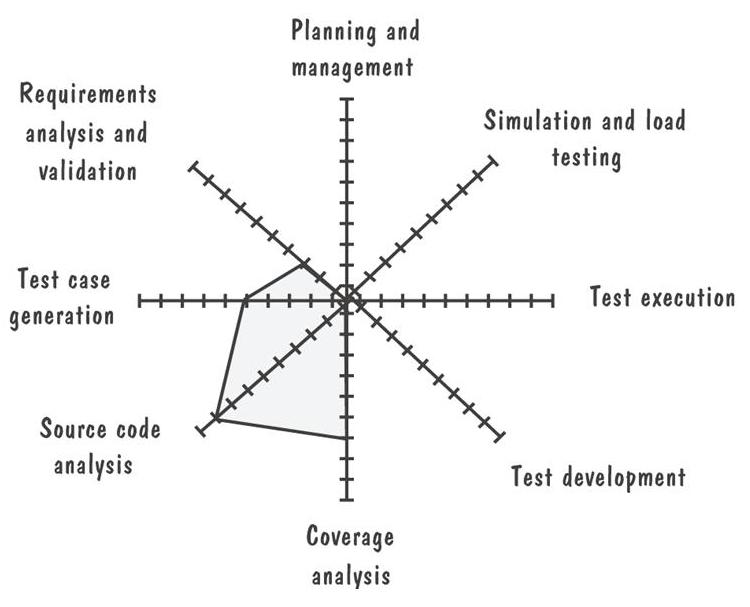 Planning and
management
Requirements
analysis and
validation
Simulation and load
testing
Test case
generation
Test execution
Source code
analysis
Test development
Coverage
analysis